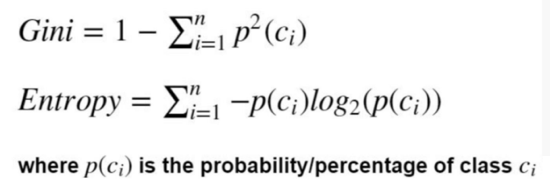 Gini = 1 − ∑ⁿᵢ₌₁ p²(cᵢ)
Entropy = ∑ⁿᵢ₌₁ −p(cᵢ)log₂(p(cᵢ))
where p(cᵢ) is the probability/percentage of class cᵢ